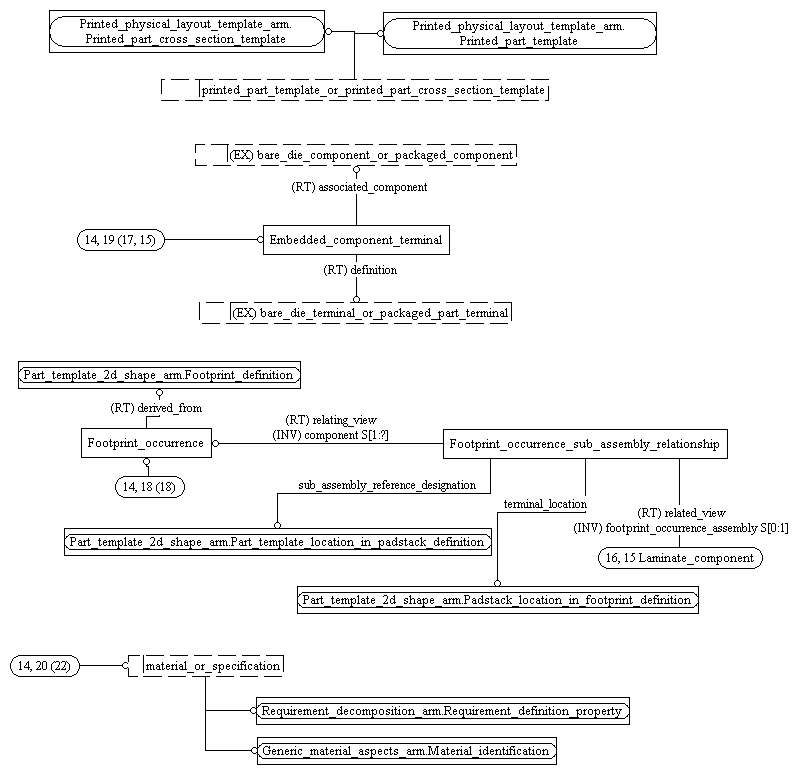 Printed_physical_layout_template_arm.
Printed_part_cross_section_template
Printed_physical_layout_template_arm.
Printed_part_template
printed_part_template_or_printed_part_cross_section_template
(EX) bare_die_component_or_packaged_component
(RT) associated_component
14, 19 (17, 15)
Embedded_component_terminal
(RT) definition
(EX) bare_die_terminal_or_packaged_part_terminal
Part_template_2d_shape_arm.Footprint_definition
(RT) derived_from
(RT) relating_view
(INV) component S[1:?]
Footprint_occurrence
Footprint_occurrence_sub_assembly_relationship
14, 18 (18)
sub_assembly_reference_designation
terminal_location
(RT) related_view
(INV) footprint_occurrence_assembly S[0:1]
Part_template_2d_shape_arm.Part_template_location_in_padstack_definition
16, 15 Laminate_component
Part_template_2d_shape_arm.Padstack_location_in_footprint_definition
14, 20 (22)
material_or_specification
Requirement_decomposition_arm.Requirement_definition_property
Generic_material_aspects_arm.Material_identification